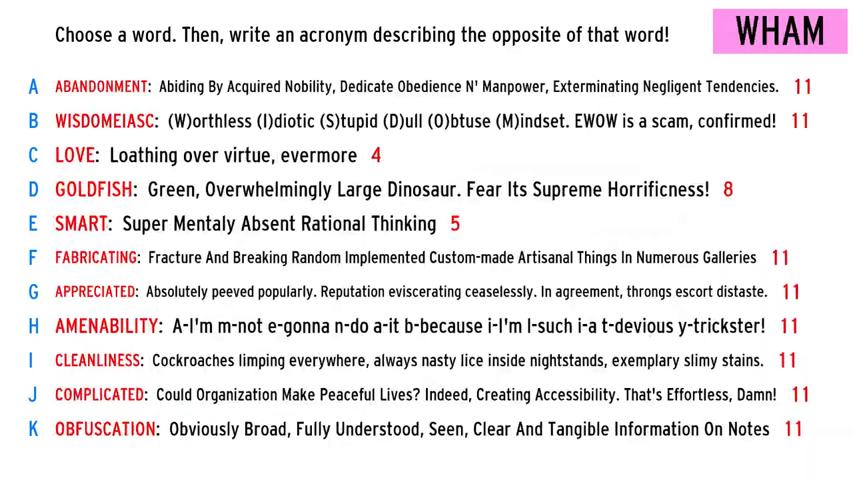 Choose a word. Then, write an acronym describing the opposite of that word!
WHAM
A ABANDONMENT: Abiding By Acquired Nobility, Dedicate Obedience N' Manpower, Exterminating Negligent Tendencies. 11
B WISDOMEIASC: (W)orthless (I)diotic (S)tupid (D)ull (O)btuse (M)indset. EWOW is a scam, confirmed! 11
C LOVE: Loathing over virtue, evermore 4
D GOLDFISH: Green, Overwhelmingly Large Dinosaur. Fear Its Supreme Horrificness! 8
E SMART: Super Mentaly Absent Rational Thinking 5
F FABRICATING: Fracture And Breaking Random Implemented Custom-made Artisanal Things In Numerous Galleries 11
G APPRECIATED: Absolutely peeved popularly. Reputation eviscerating ceaselessly. In agreement, throngs escort distaste. 11
H AMENABILITY: A-I'm m-not e-gonna n-do a-it b-because i-I'm l-such i-a t-devious y-trickster! 11
I CLEANLINESS: Cockroaches limping everywhere, always nasty lice inside nightstands, exemplary slimy stains. 11
J COMPLICATED: Could Organization Make Peaceful Lives? Indeed, Creating Accessibility. That's Effortless, Damn! 11
K OBFUSCATION: Obviously Broad, Fully Understood, Seen, Clear And Tangible Information On Notes 11